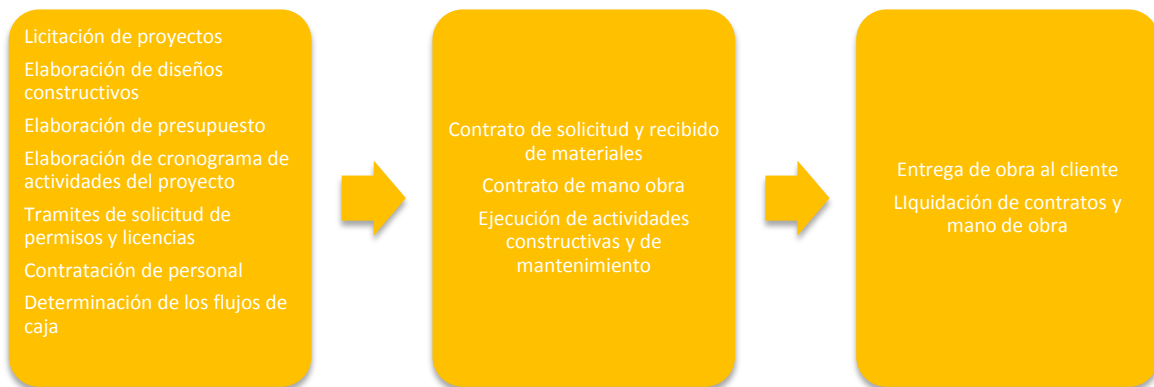 Licitación de proyectos
Elaboración de diseños
constructivos
Elaboración de presupuesto
Elaboración de cronograma de
actividades del proyecto
Tramites de solicitud de
permisos y licencias
Contratación de personal
Determinación de los flujos de
caja
Contrato de solicitud y recibido
de materiales
Contrato de mano obra
Ejecución de actividades
constructivas y de
mantenimiento
Entrega de obra al cliente
LIquidación de contratos y
mano de obra